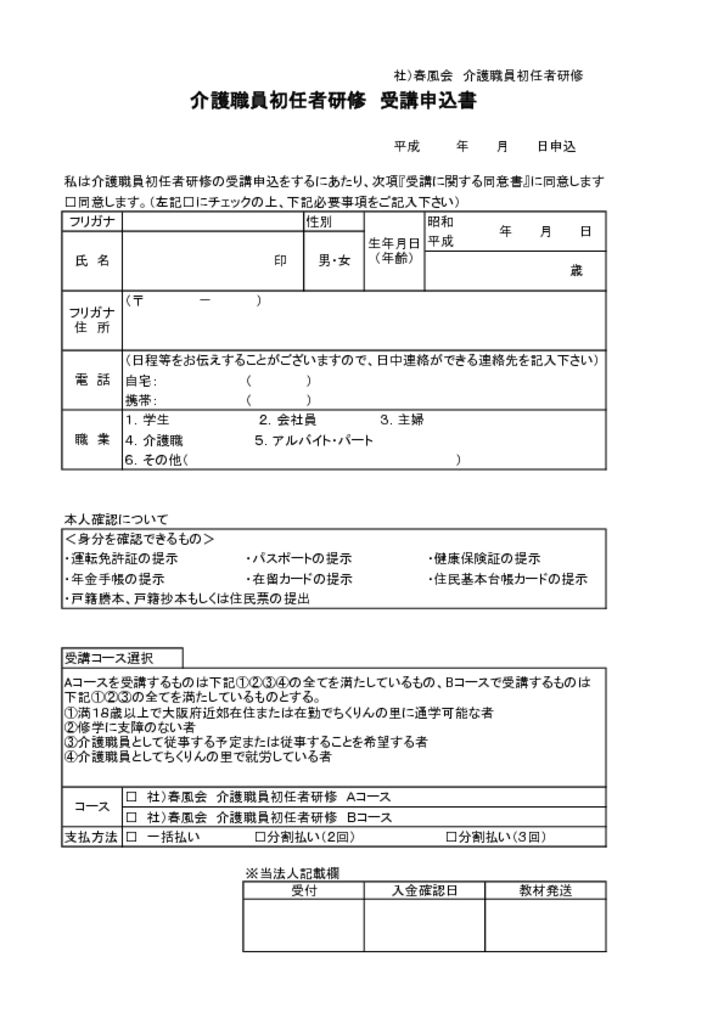 社）春風会　介護職員初任者研修
介護職員初任者研修　受講申込書
平成　　年　　月　　日申込
私は介護職員初任者研修の受講申込をするにあたり、次項『受講に関する同意書』に同意します
□同意します。（左記□にチェックの上、下記必要事項をご記入下さい）
フリガナ　性別　昭和
平成　年　月　日
生年月日
（年齢）
氏　名　印　男・女
歳
（〒　　－　　）
フリガナ
住　所
（日程等をお伝えすることがございますので、日中連絡ができる連絡先を記入下さい）
電　話　自宅：　（　　）
携帯：　（　　）
1．学生　2．会社員　3．主婦
職　業　4．介護職　5．アルバイト・パート
6．その他（　　）
本人確認について
＜身分を確認できるもの＞
・運転免許証の提示　・パスポートの提示　・健康保険証の提示
・年金手帳の提示　・在留カードの提示　・住民基本台帳カードの提示
・戸籍謄本、戸籍抄本もしくは住民票の提出
受講コース選択
Aコースを受講するものは下記①②③④の全てを満たしているもの、Bコースで受講するものは
下記①②③の全てを満たしているものとする。
①満18歳以上で大阪府近郊在住または在勤でちくりんの里に通学可能な者
②修学に支障のない者
③介護職員として従事する予定または従事することを希望する者
④介護職員としてちくりんの里で就労している者
コース　□　社）春風会　介護職員初任者研修　Aコース
□　社）春風会　介護職員初任者研修　Bコース
支払方法　□　一括払い　□分割払い（2回）　□分割払い（3回）
※当法人記載欄
受付　入金確認日　教材発送